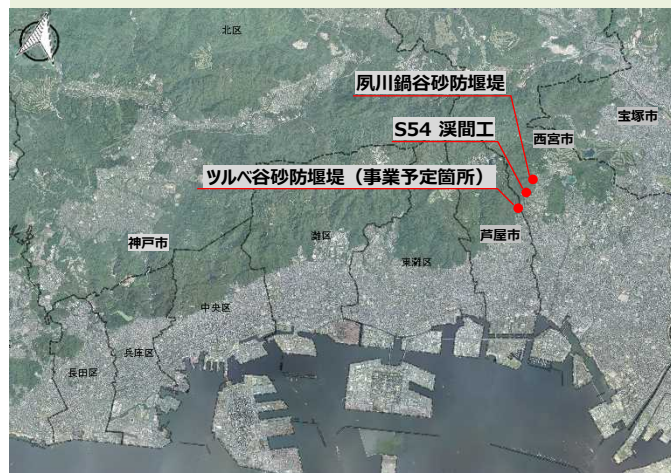 北区
夙川鍋谷砂防堰堤
宝塚市
S54 渓間工
西宮市
ツルベ谷砂防堰堤（事業予定箇所）
灘区
芦屋市
神戸市
東灘区
中央区
兵庫区
長田区